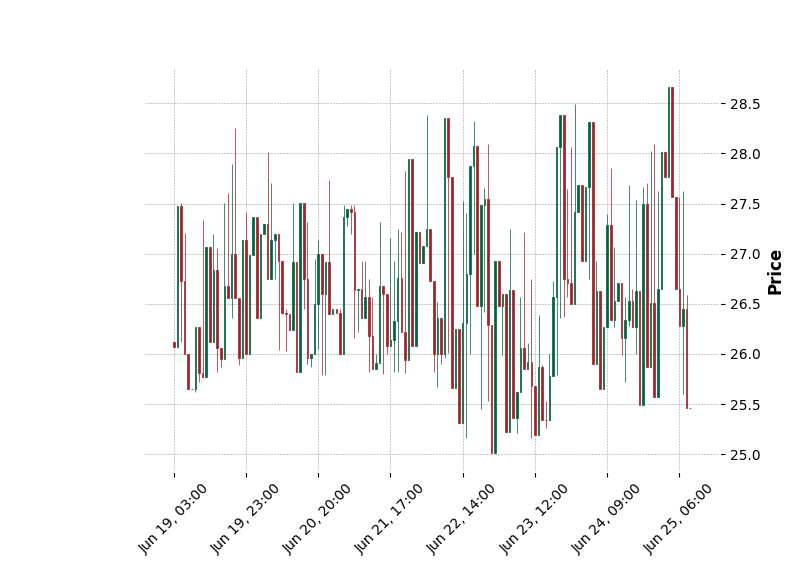 28.5
28.0
27.5
27.0
26.5
26.0
25.5
25.0
Price
Jun 19, 03:00
Jun 19, 23:00
Jun 20, 20:00
Jun 21, 17:00
Jun 22, 14:00
Jun 23, 12:00
Jun 24, 09:00
Jun 25, 06:00